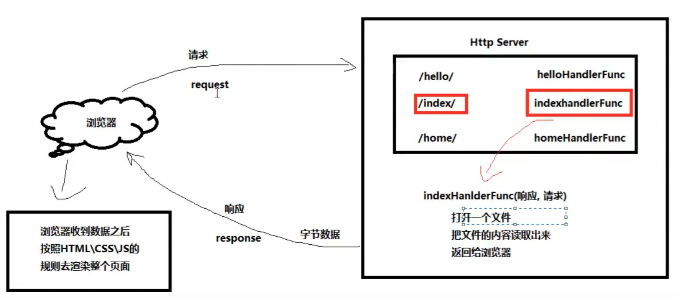 请求
request
浏览器
响应
response
字节数据
浏览器收到数据之后
按照HTML\CSS\JS的
规则去渲染整个页面
Http Server
/hello/ helloHandlerFunc
/index/ indexhandlerFunc
/home/ homeHandlerFunc
indexHanlderFunc(响应, 请求)
打开一个文件
把文件的内容读取出来
返回给浏览器